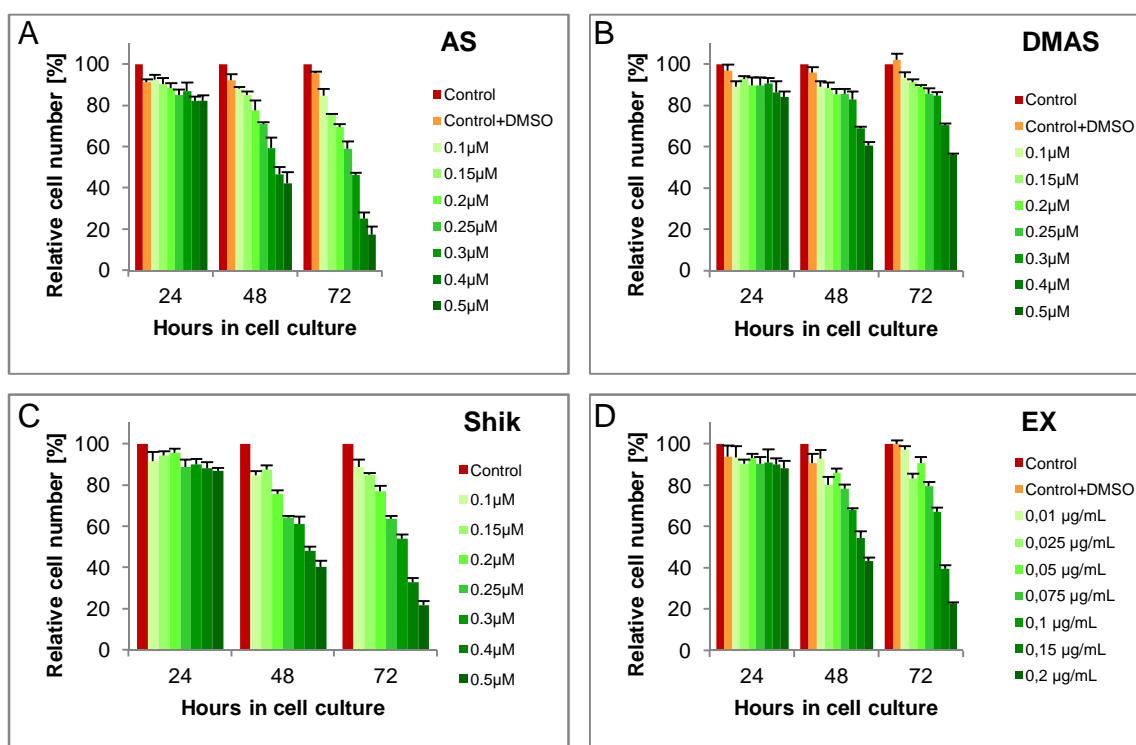 A
AS
Relative cell number [%]
100
80
60
40
20
0
24 48 72
Hours in cell culture
Control
Control+DMSO
0.1µM
0.15µM
0.2µM
0.25µM
0.3µM
0.4µM
0.5µM
B
DMAS
Relative cell number [%]
100
80
60
40
20
0
24 48 72
Hours in cell culture
Control
Control+DMSO
0.1µM
0.15µM
0.2µM
0.25µM
0.3µM
0.4µM
0.5µM
C
Shik
Relative cell number [%]
100
80
60
40
20
0
24 48 72
Hours in cell culture
Control
0.1µM
0.15µM
0.2µM
0.25µM
0.3µM
0.4µM
0.5µM
D
EX
Relative cell number [%]
100
80
60
40
20
0
24 48 72
Hours in cell culture
Control
Control+DMSO
0,01 µg/mL
0,025 µg/mL
0,05 µg/mL
0,075 µg/mL
0,1 µg/mL
0,15 µg/mL
0,2 µg/mL